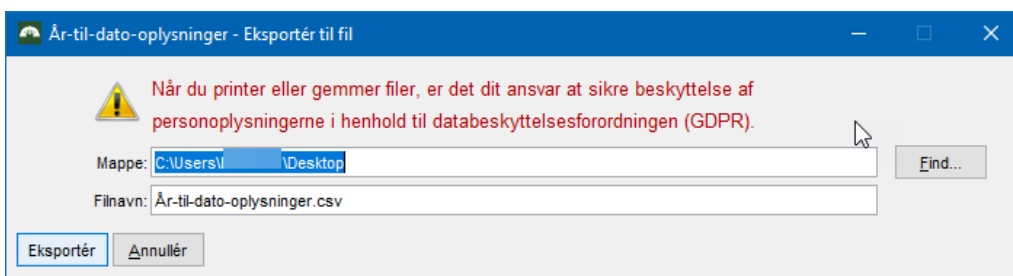 År-til-dato-oplysninger - Eksportér til fil
Når du printer eller gemmer filer, er det dit ansvar at sikre beskyttelse af
personoplysningerne i henhold til databeskyttelsesforordningen (GDPR).
Mappe: C:\Users\ \Desktop Find...
Filnavn: År-til-dato-oplysninger.csv
Eksportér Annullér